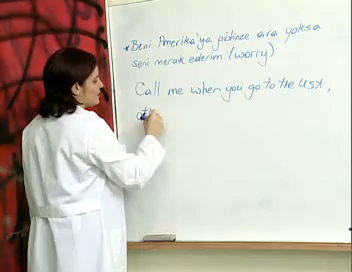 * Beni Amerika'ya gidince ara yoksa
seni merak ederim. (worry)
Call me when you go to the USA,